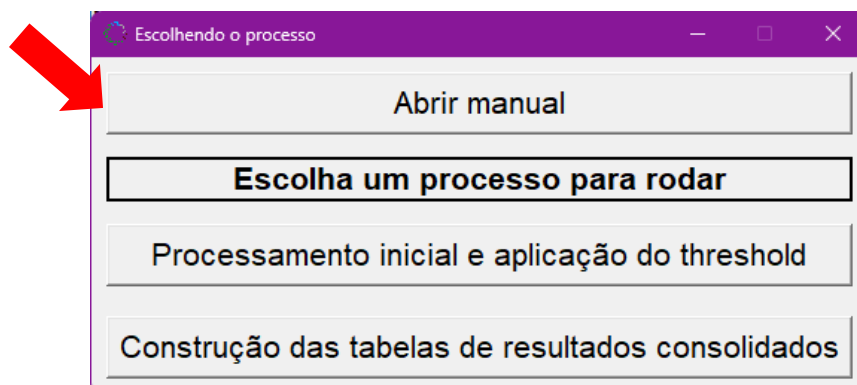 Escolhendo o processo
Abrir manual
Escolha um processo para rodar
Processamento inicial e aplicação do threshold
Construção das tabelas de resultados consolidados